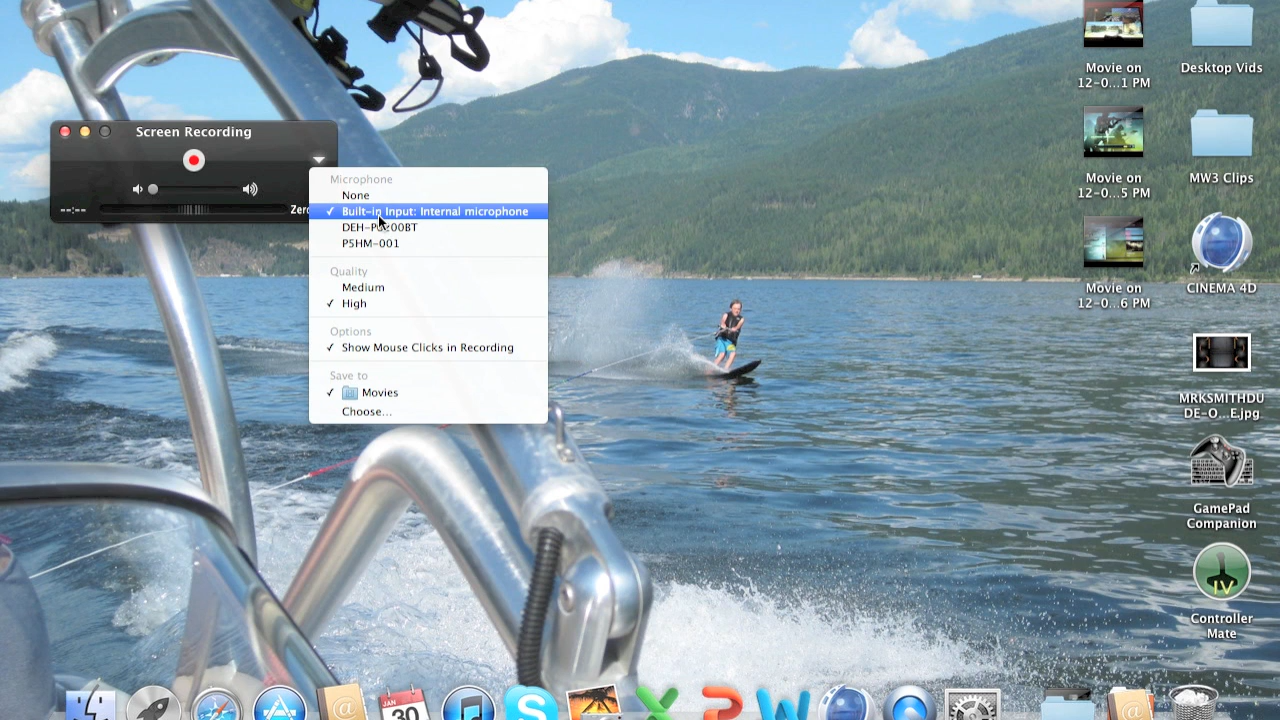 Screen Recording
--:--
Zero
Microphone
None
✓ Built-in Input: Internal microphone
P5HM-001
Quality
Medium
✓ High
Options
✓ Show Mouse Clicks in Recording
Save to
✓ Movies
Choose...
Movie on
12-0...1 PM
Desktop Vids
Movie on
12-0...5 PM
MW3 Clips
Movie on
12-0...6 PM
CINEMA 4D
MRKSMITHDU
DE-O...E.jpg
GamePad
Companion
IV
Controller
Mate
JAN
30